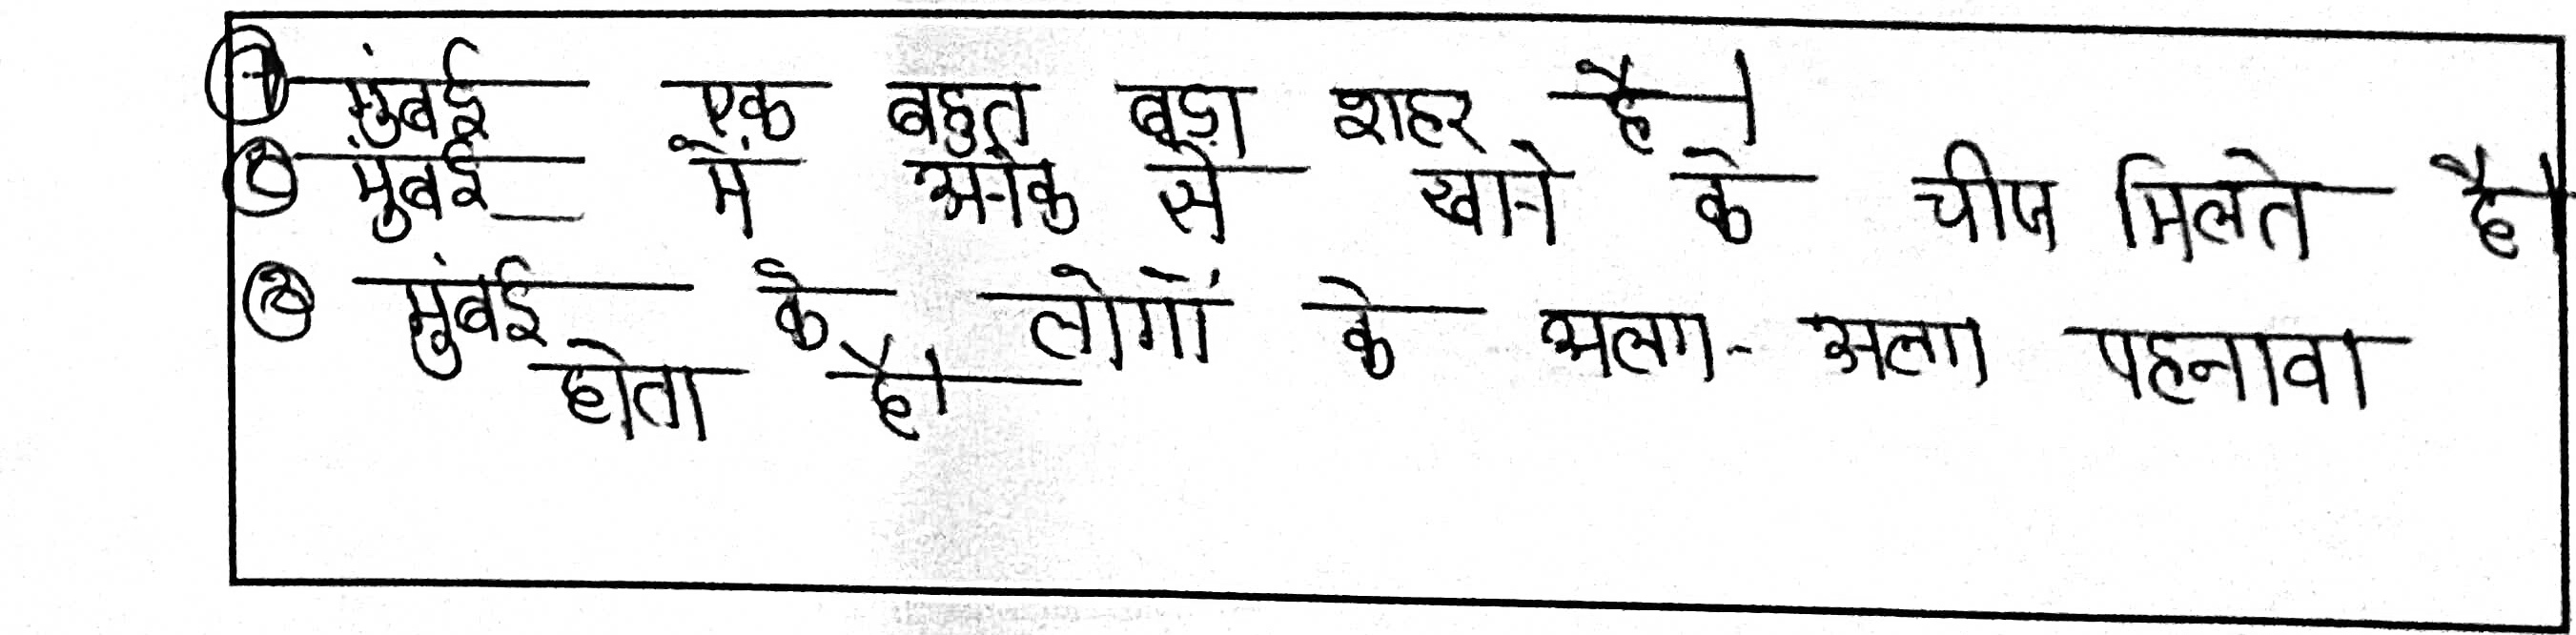 ① मुंबई एक बहुत बड़ा शहर है।
② मुंबई में अनेक से खाने के चीज मिलते है।
③ मुंबई के लोगों के अलग-अलग पहनावा
होता है।